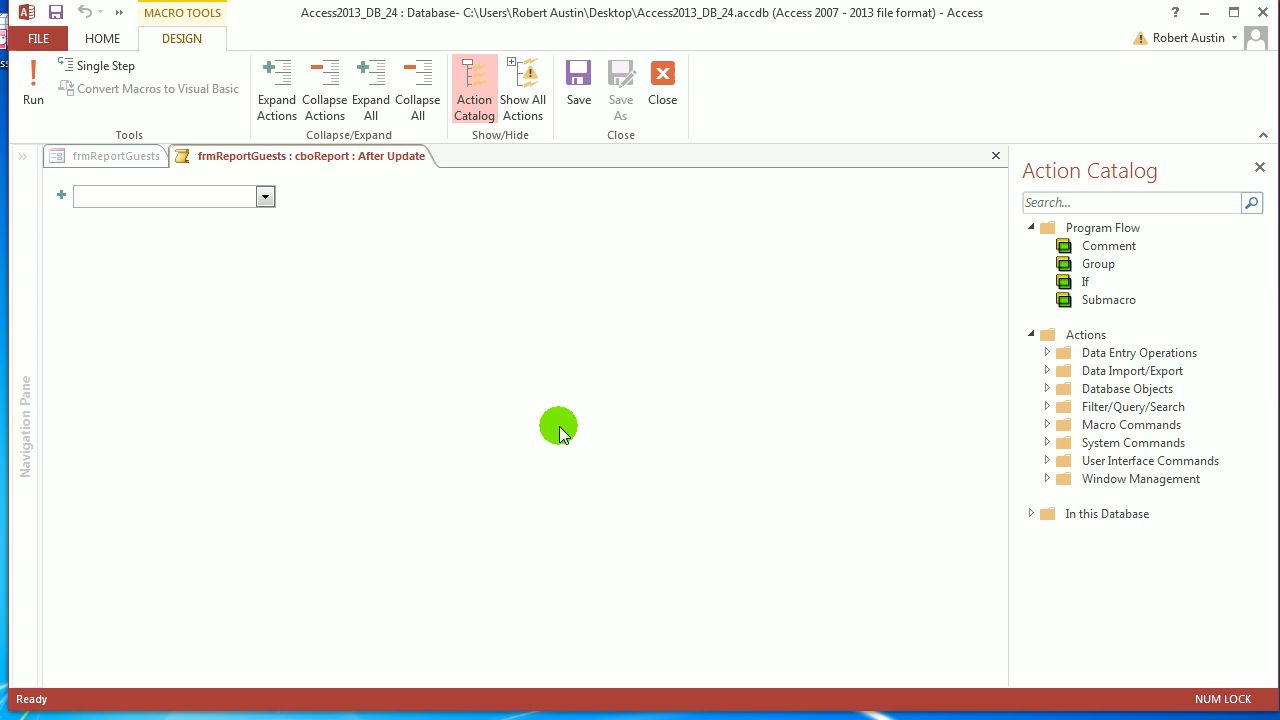 MACRO TOOLS
Access2013_DB_24 : Database- C:\Users\Robert Austin\Desktop\Access2013_DB_24.accdb (Access 2007 - 2013 file format) - Access
FILE
HOME
DESIGN
Robert Austin
Run
Single Step
Convert Macros to Visual Basic
Tools
Expand Actions
Collapse Actions
Expand All
Collapse All
Collapse/Expand
Action Catalog
Show All Actions
Show/Hide
Save
Save As
Close
Close
frmReportGuests
frmReportGuests : cboReport : After Update
Navigation Pane
Action Catalog
Search...
Program Flow
Comment
Group
If
Submacro
Actions
Data Entry Operations
Data Import/Export
Database Objects
Filter/Query/Search
Macro Commands
System Commands
User Interface Commands
Window Management
In this Database
Ready
NUM LOCK